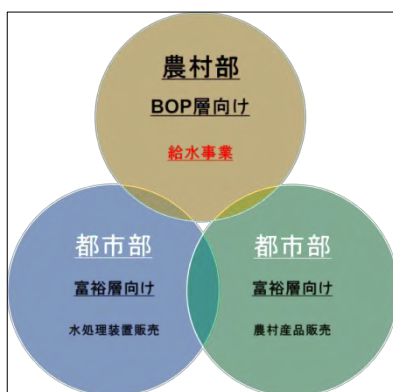 農村部
BOP層向け
給水事業
都市部
富裕層向け
水処理装置販売
都市部
富裕層向け
農村産品販売